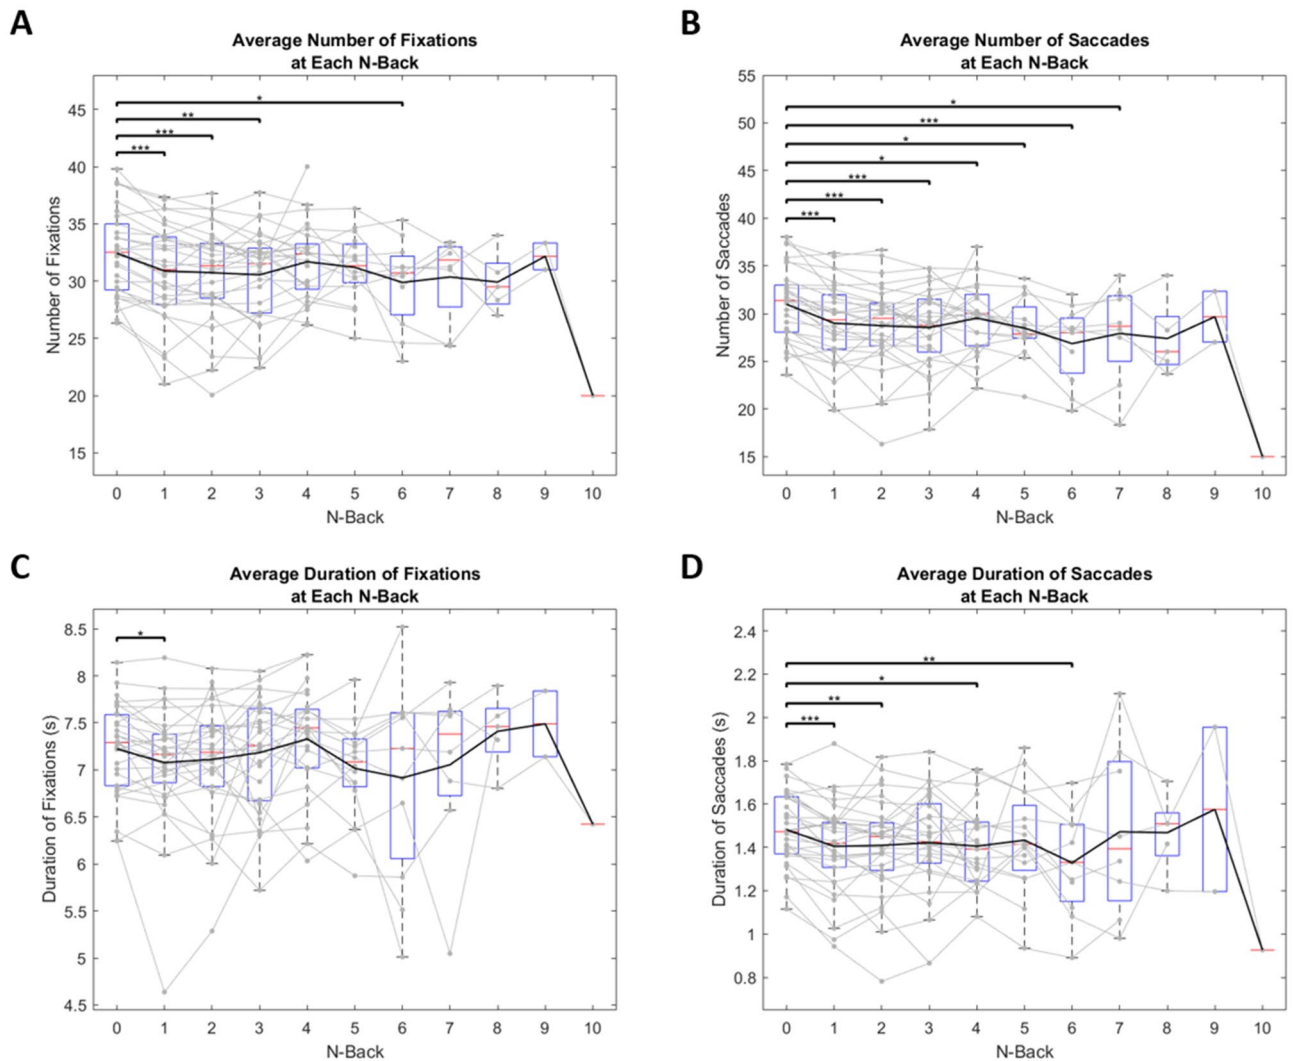 A
Average Number of Fixations
at Each N-Back
Number of Fixations
45
40
35
30
25
20
15
*
**
***
***
0 1 2 3 4 5 6 7 8 9 10
N-Back
B
Average Number of Saccades
at Each N-Back
Number of Saccades
55
50
45
40
35
30
25
20
15
*
***
*
*
***
***
***
0 1 2 3 4 5 6 7 8 9 10
N-Back
C
Average Duration of Fixations
at Each N-Back
Duration of Fixations (s)
8.5
8
7.5
7
6.5
6
5.5
5
4.5
*
0 1 2 3 4 5 6 7 8 9 10
N-Back
D
Average Duration of Saccades
at Each N-Back
Duration of Saccades (s)
2.4
2.2
2
1.8
1.6
1.4
1.2
1
0.8
**
*
**
***
0 1 2 3 4 5 6 7 8 9 10
N-Back